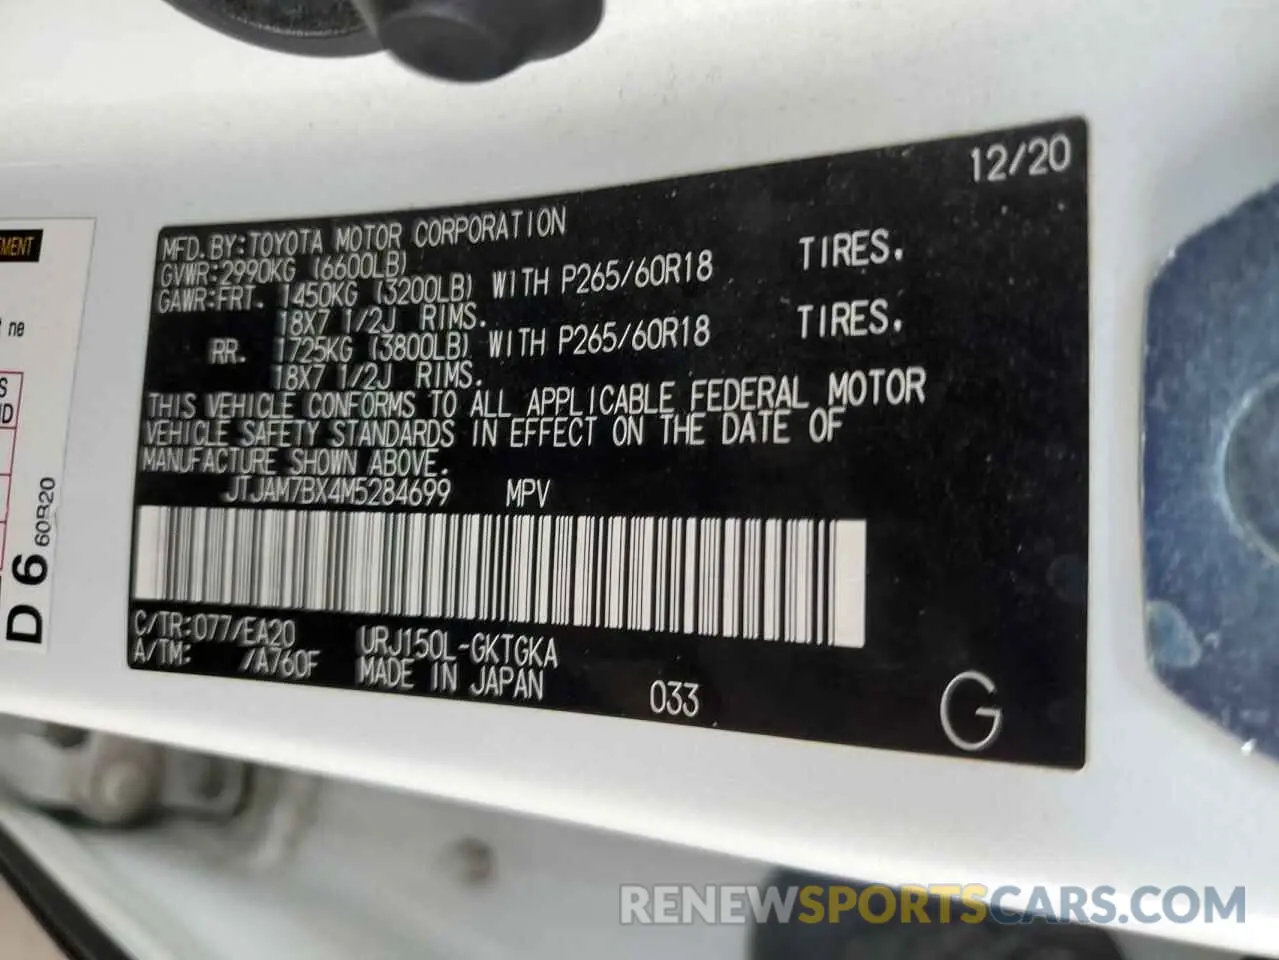 12/20
MFD.BY:TOYOTA MOTOR CORPORATION
GVWR:2990KG (6600LB)
GAWR:FRT. 1450KG (3200LB) WITH P265/60R18 TIRES.
18X7 1/2J RIMS.
RR. 1725KG (3800LB) WITH P265/60R18 TIRES.
18X7 1/2J RIMS.
THIS VEHICLE CONFORMS TO ALL APPLICABLE FEDERAL MOTOR
VEHICLE SAFETY STANDARDS IN EFFECT ON THE DATE OF
MANUFACTURE SHOWN ABOVE.
JTJAM7BX4M5284699 MPV
C/TR:077/EA20 URJ150L-GKTGKA
A/TM: /A760F MADE IN JAPAN 033
G
ne
D 6 60B20
RENEWSPORTSCARS.COM